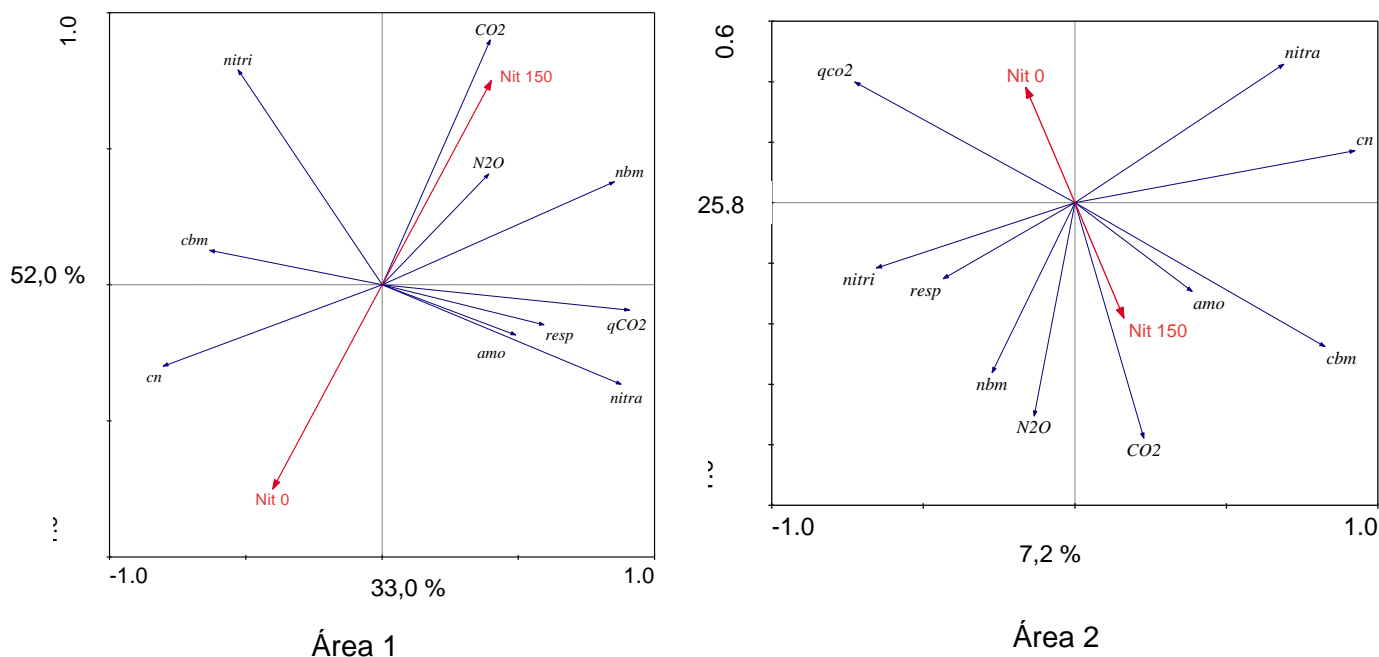 1.0
CO2
nitri
Nit 150
N2O
nbm
cbm
52,0 %
qCO2
resp
amo
cn
nitra
Nit 0
-1.0
33,0 %
1.0
Área 1
0.6
nitra
qco2
Nit 0
cn
25.8
nitri
resp
amo
Nit 150
cbm
nbm
N2O
CO2
-1.0
7,2 %
1.0
Área 2